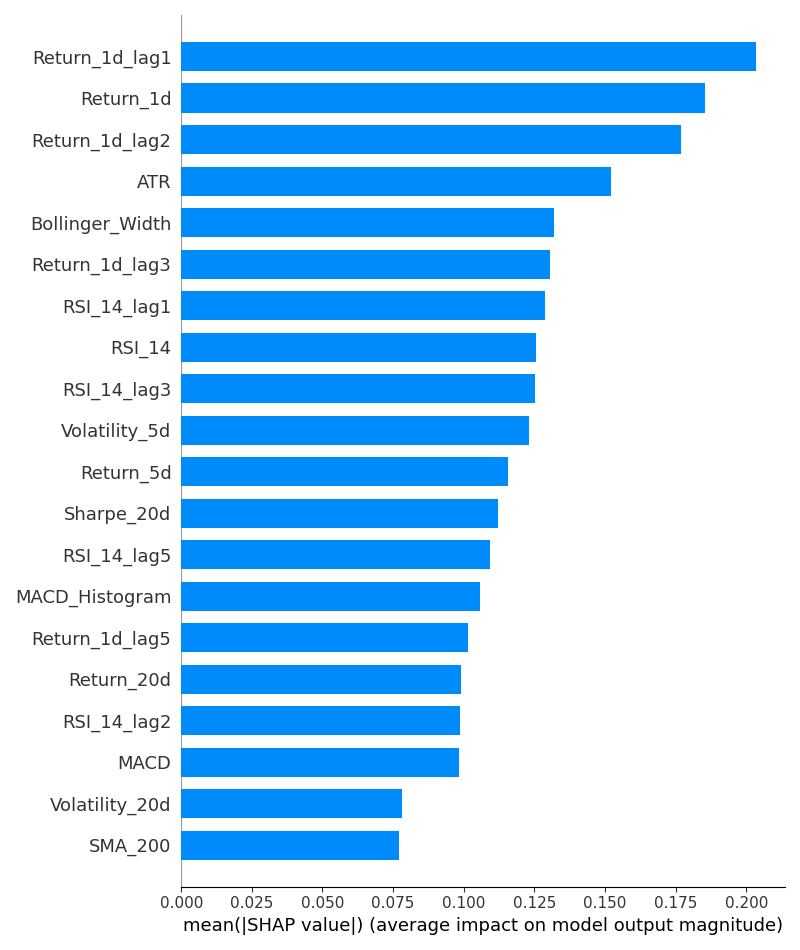 Return_1d_lag1
Return_1d
Return_1d_lag2
ATR
Bollinger_Width
Return_1d_lag3
RSI_14_lag1
RSI_14
RSI_14_lag3
Volatility_5d
Return_5d
Sharpe_20d
RSI_14_lag5
MACD_Histogram
Return_1d_lag5
Return_20d
RSI_14_lag2
MACD
Volatility_20d
SMA_200
0.000 0.025 0.050 0.075 0.100 0.125 0.150 0.175 0.200
mean(|SHAP value|) (average impact on model output magnitude)